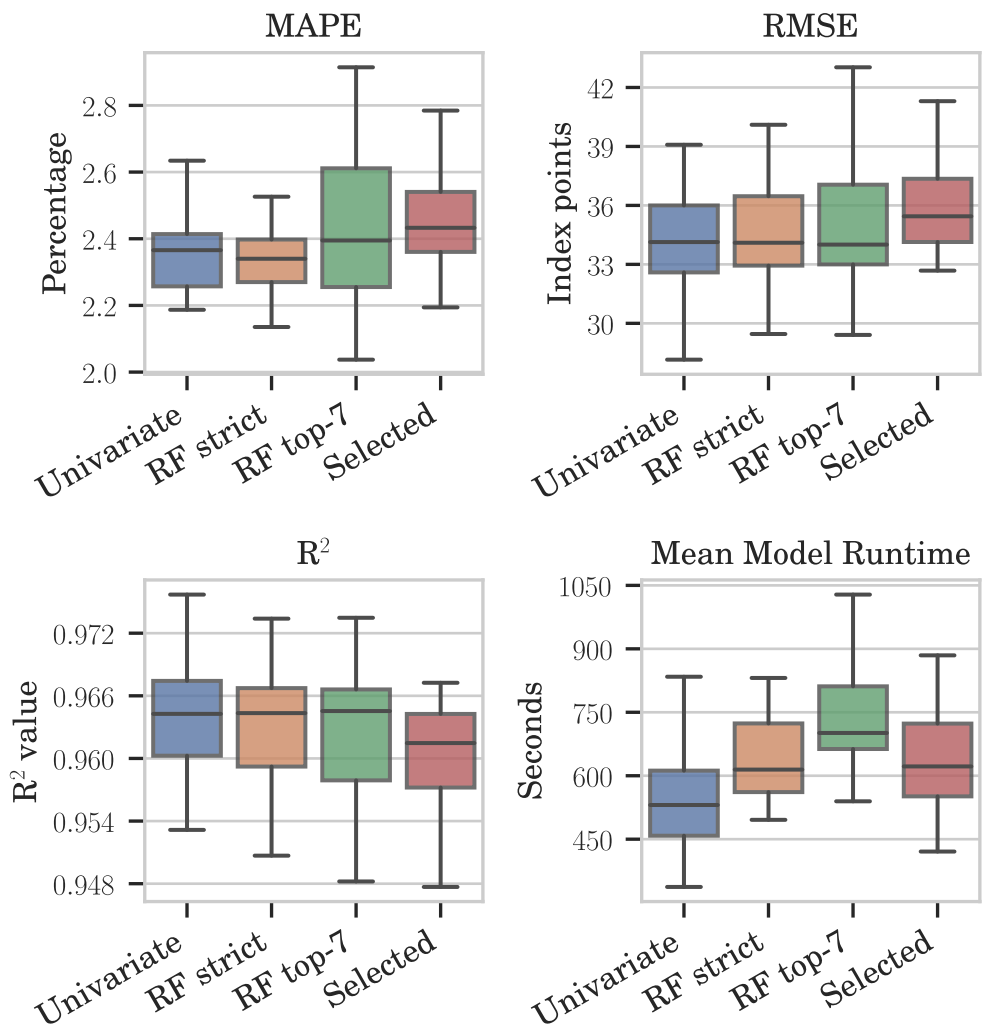 MAPE
Percentage
2.8
2.6
2.4
2.2
2.0
Univariate
RF strict
RF top-7
Selected
RMSE
Index points
42
39
36
33
30
Univariate
RF strict
RF top-7
Selected
R²
R² value
0.972
0.966
0.960
0.954
0.948
Univariate
RF strict
RF top-7
Selected
Mean Model Runtime
Seconds
1050
900
750
600
450
Univariate
RF strict
RF top-7
Selected